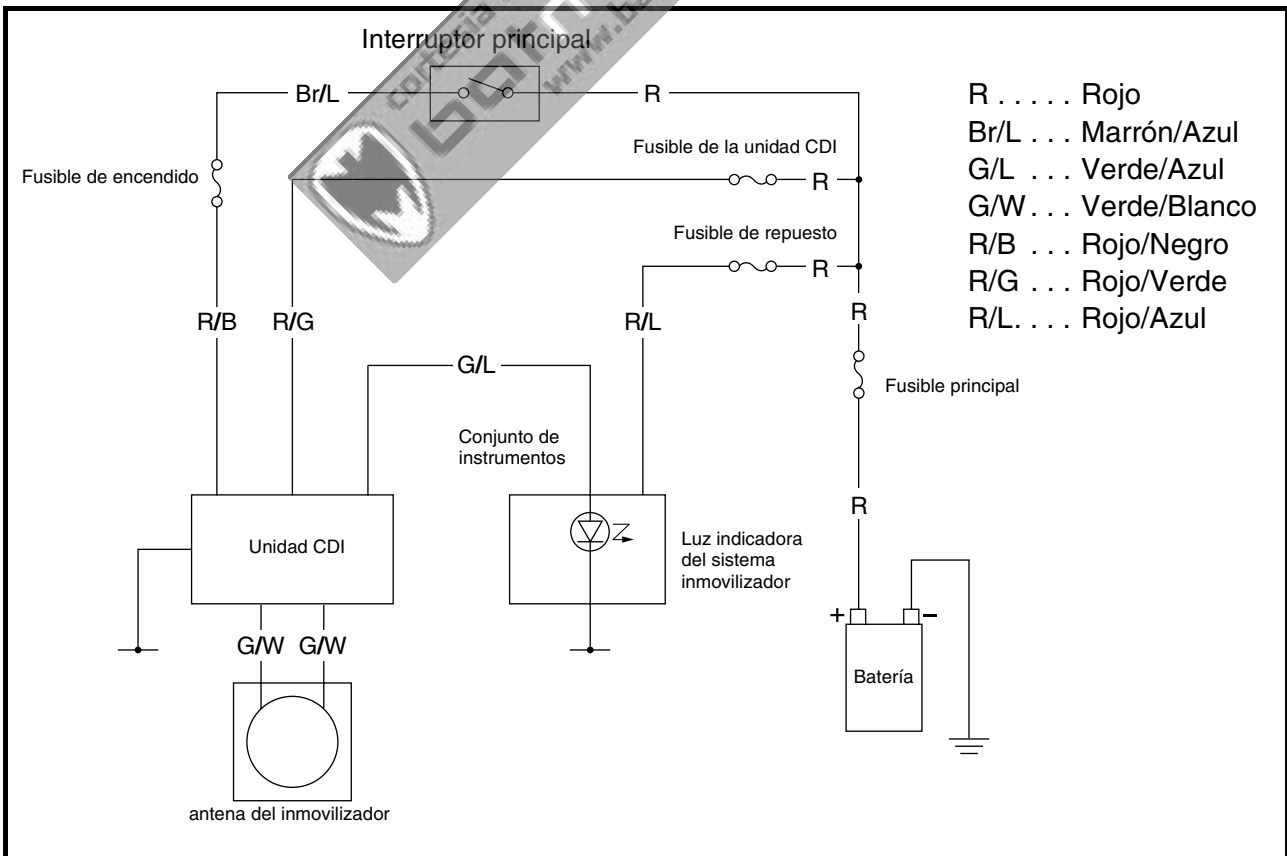 Interruptor principal
Br/L
R
Fusible de encendido
Fusible de la unidad CDI
R
Fusible de repuesto
R
R/B
R/G
R/L
R
G/L
Fusible principal
Conjunto de
instrumentos
R
Unidad CDI
Luz indicadora
del sistema
inmovilizador
G/W
G/W
+
−
Batería
antena del inmovilizador
R . . . . . Rojo
Br/L . . . Marrón/Azul
G/L . . . Verde/Azul
G/W . . . Verde/Blanco
R/B . . . Rojo/Negro
R/G . . . Rojo/Verde
R/L. . . . Rojo/Azul
cortesia